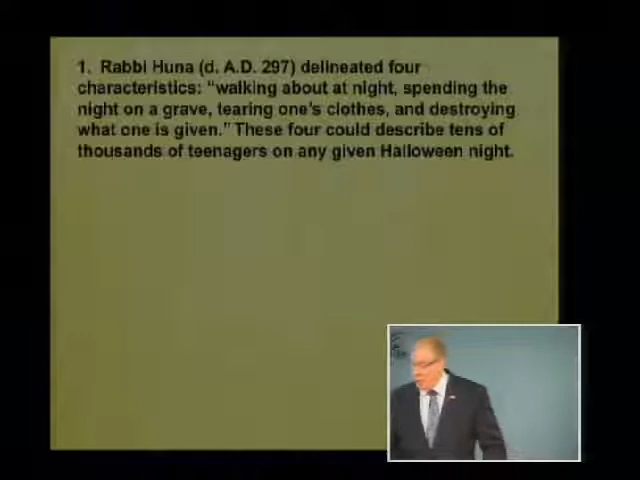 1. Rabbi Huna (d. A.D. 297) delineated four
characteristics: “walking about at night, spending the
night on a grave, tearing one’s clothes, and destroying
what one is given.” These four could describe tens of
thousands of teenagers on any given Halloween night.